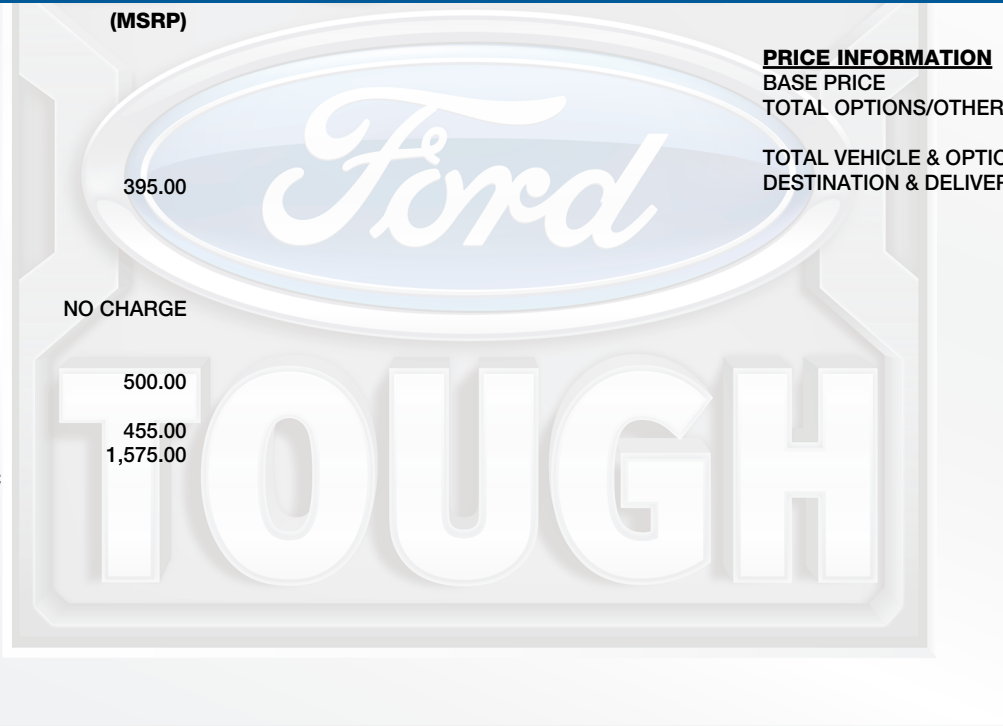 (MSRP)
395.00
NO CHARGE
500.00
455.00
1,575.00
PRICE INFORMATION
BASE PRICE
TOTAL OPTIONS/OTHER
TOTAL VEHICLE & OPTIO
DESTINATION & DELIVER
Ford
TOUGH